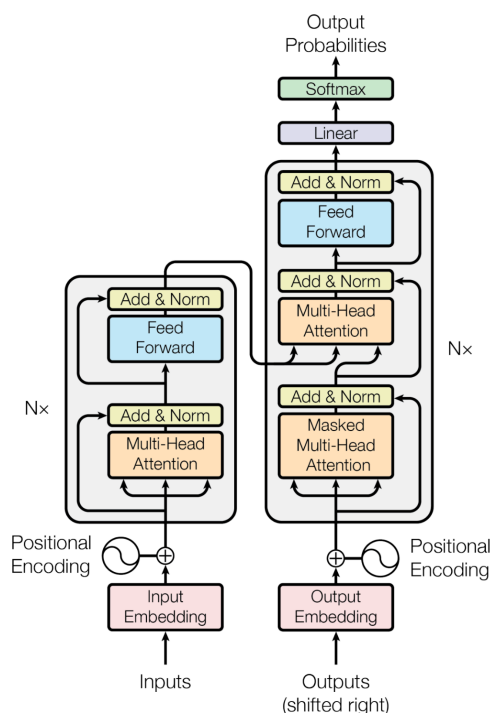 Output
Probabilities
Softmax
Linear
Add & Norm
Feed
Forward
Add & Norm
Multi-Head
Attention
Add & Norm
Masked
Multi-Head
Attention
N×
Add & Norm
Feed
Forward
Add & Norm
Multi-Head
Attention
N×
Positional
Encoding
Positional
Encoding
Input
Embedding
Output
Embedding
Inputs
Outputs
(shifted right)